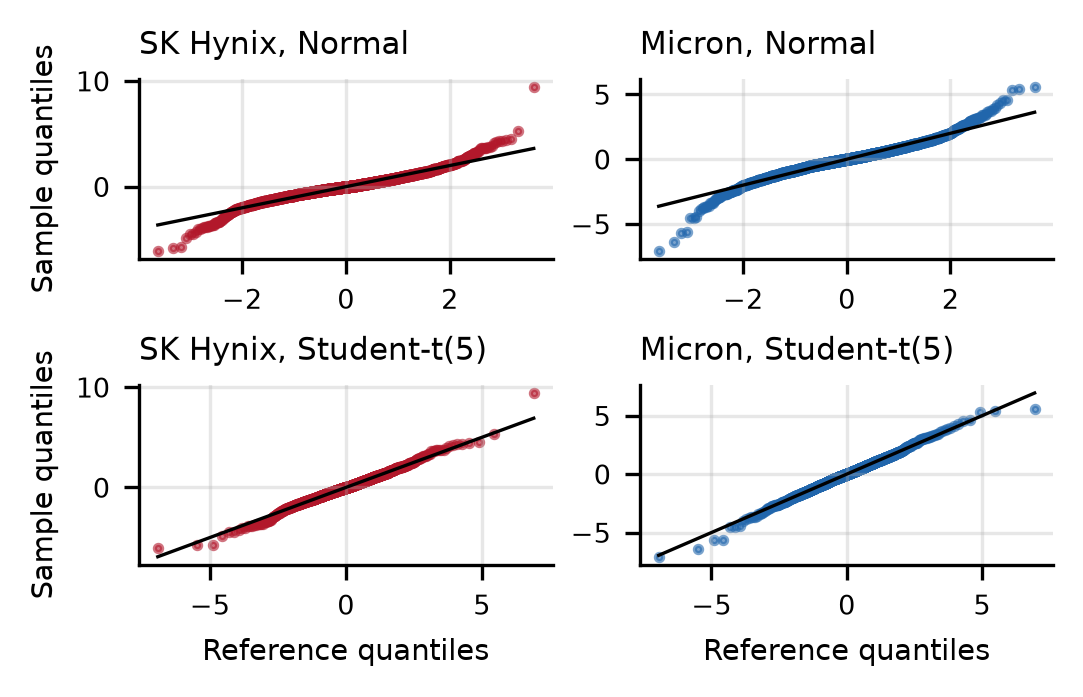 SK Hynix, Normal
Micron, Normal
Sample quantiles
10
0
−2
0
2
5
0
−5
−2
0
2
SK Hynix, Student-t(5)
Micron, Student-t(5)
Sample quantiles
10
0
−5
0
5
5
0
−5
−5
0
5
Reference quantiles
Reference quantiles